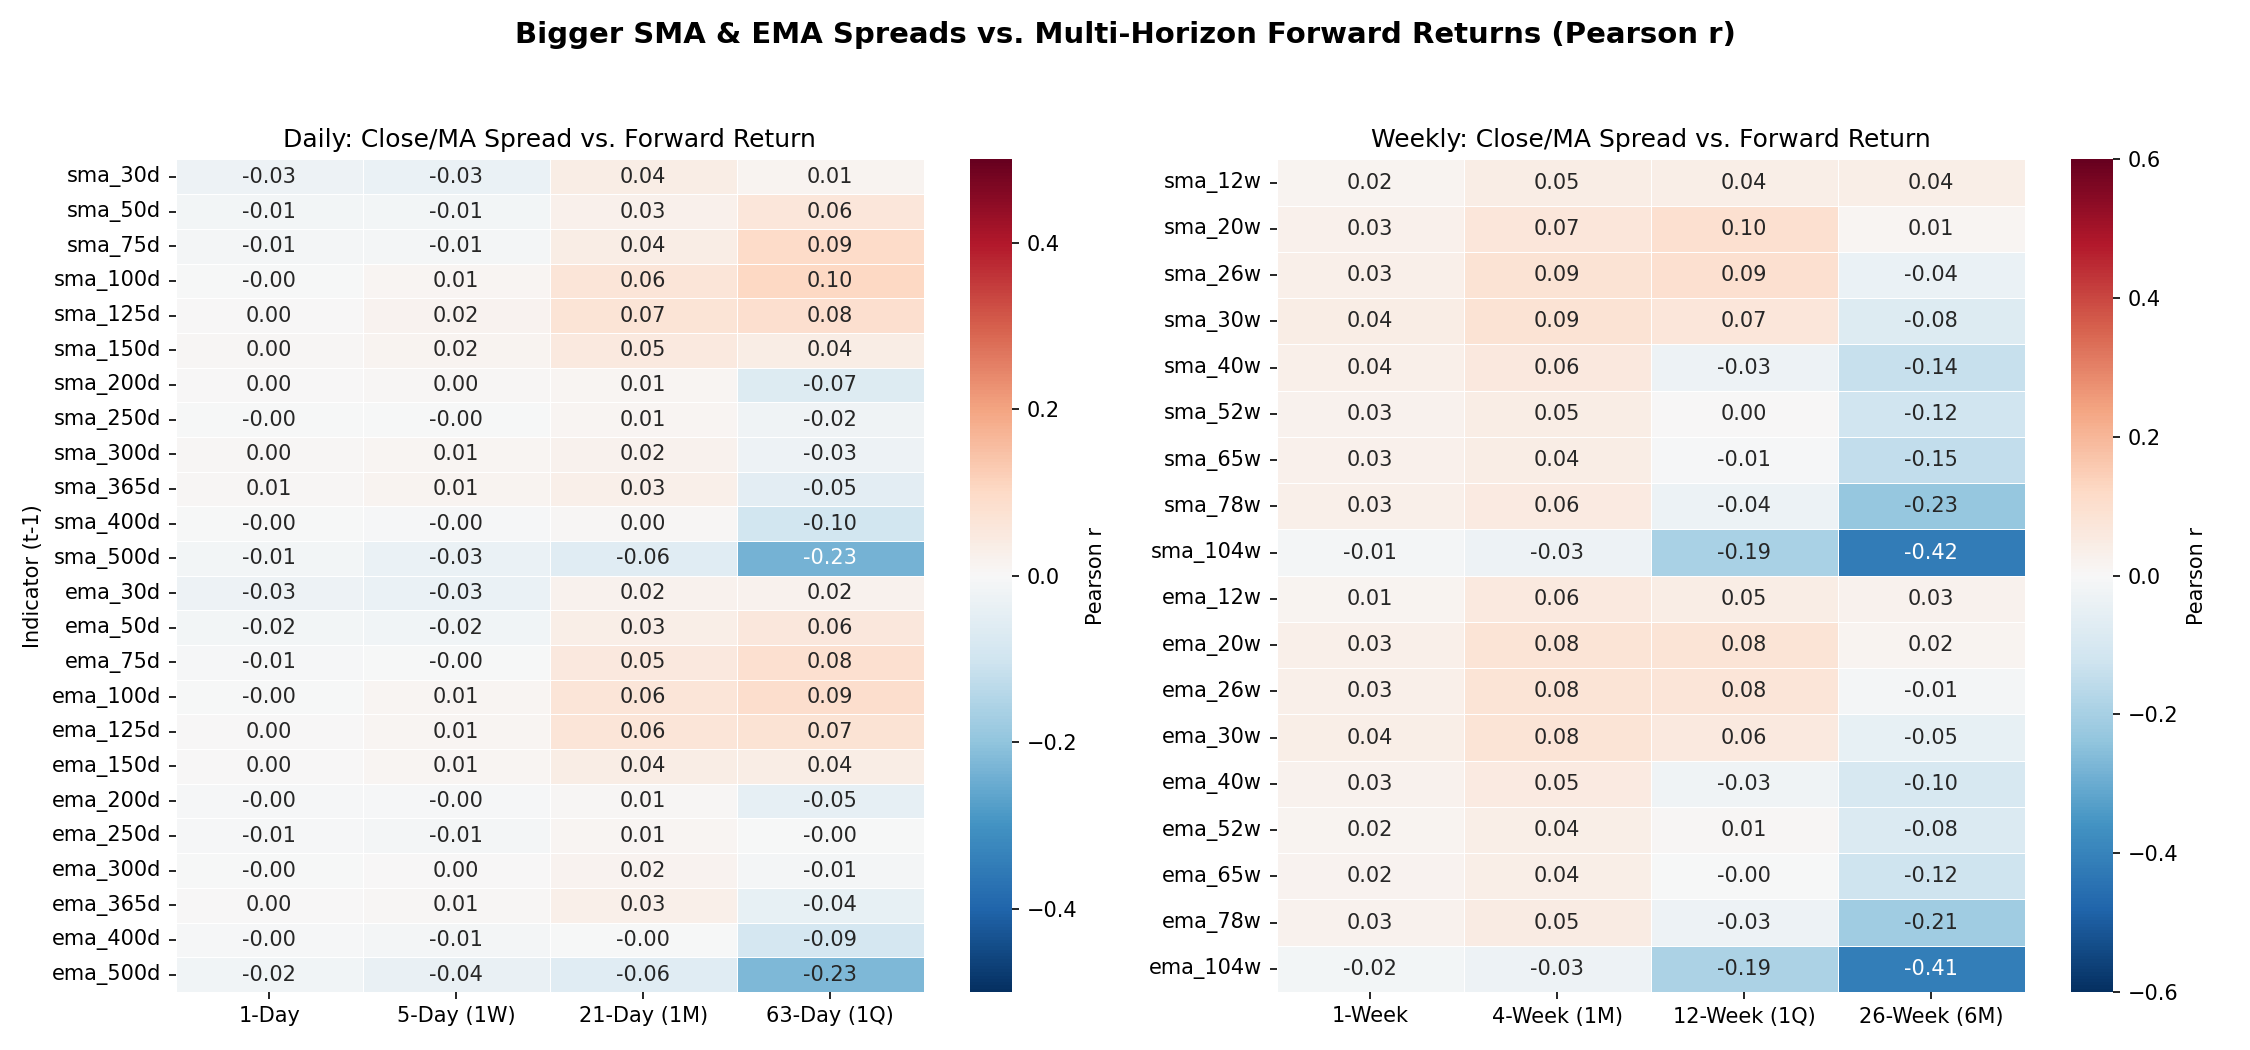 Bigger SMA & EMA Spreads vs. Multi-Horizon Forward Returns (Pearson r)
Daily: Close/MA Spread vs. Forward Return
Indicator (t-1)
sma_30d -0.03 -0.03 0.04 0.01
sma_50d -0.01 -0.01 0.03 0.06
sma_75d -0.01 -0.01 0.04 0.09
sma_100d -0.00 0.01 0.06 0.10
sma_125d 0.00 0.02 0.07 0.08
sma_150d 0.00 0.02 0.05 0.04
sma_200d 0.00 0.00 0.01 -0.07
sma_250d -0.00 -0.00 0.01 -0.02
sma_300d 0.00 0.01 0.02 -0.03
sma_365d 0.01 0.01 0.03 -0.05
sma_400d -0.00 -0.00 0.00 -0.10
sma_500d -0.01 -0.03 -0.06 -0.23
ema_30d -0.03 -0.03 0.02 0.02
ema_50d -0.02 -0.02 0.03 0.06
ema_75d -0.01 -0.00 0.05 0.08
ema_100d -0.00 0.01 0.06 0.09
ema_125d 0.00 0.01 0.06 0.07
ema_150d 0.00 0.01 0.04 0.04
ema_200d -0.00 -0.00 0.01 -0.05
ema_250d -0.01 -0.01 0.01 -0.00
ema_300d -0.00 0.00 0.02 -0.01
ema_365d 0.00 0.01 0.03 -0.04
ema_400d -0.00 -0.01 -0.00 -0.09
ema_500d -0.02 -0.04 -0.06 -0.23
1-Day 5-Day (1W) 21-Day (1M) 63-Day (1Q)
0.4
0.2
0.0
−0.2
−0.4
Pearson r
Weekly: Close/MA Spread vs. Forward Return
sma_12w 0.02 0.05 0.04 0.04
sma_20w 0.03 0.07 0.10 0.01
sma_26w 0.03 0.09 0.09 -0.04
sma_30w 0.04 0.09 0.07 -0.08
sma_40w 0.04 0.06 -0.03 -0.14
sma_52w 0.03 0.05 0.00 -0.12
sma_65w 0.03 0.04 -0.01 -0.15
sma_78w 0.03 0.06 -0.04 -0.23
sma_104w -0.01 -0.03 -0.19 -0.42
ema_12w 0.01 0.06 0.05 0.03
ema_20w 0.03 0.08 0.08 0.02
ema_26w 0.03 0.08 0.08 -0.01
ema_30w 0.04 0.08 0.06 -0.05
ema_40w 0.03 0.05 -0.03 -0.10
ema_52w 0.02 0.04 0.01 -0.08
ema_65w 0.02 0.04 -0.00 -0.12
ema_78w 0.03 0.05 -0.03 -0.21
ema_104w -0.02 -0.03 -0.19 -0.41
1-Week 4-Week (1M) 12-Week (1Q) 26-Week (6M)
0.6
0.4
0.2
0.0
−0.2
−0.4
−0.6
Pearson r